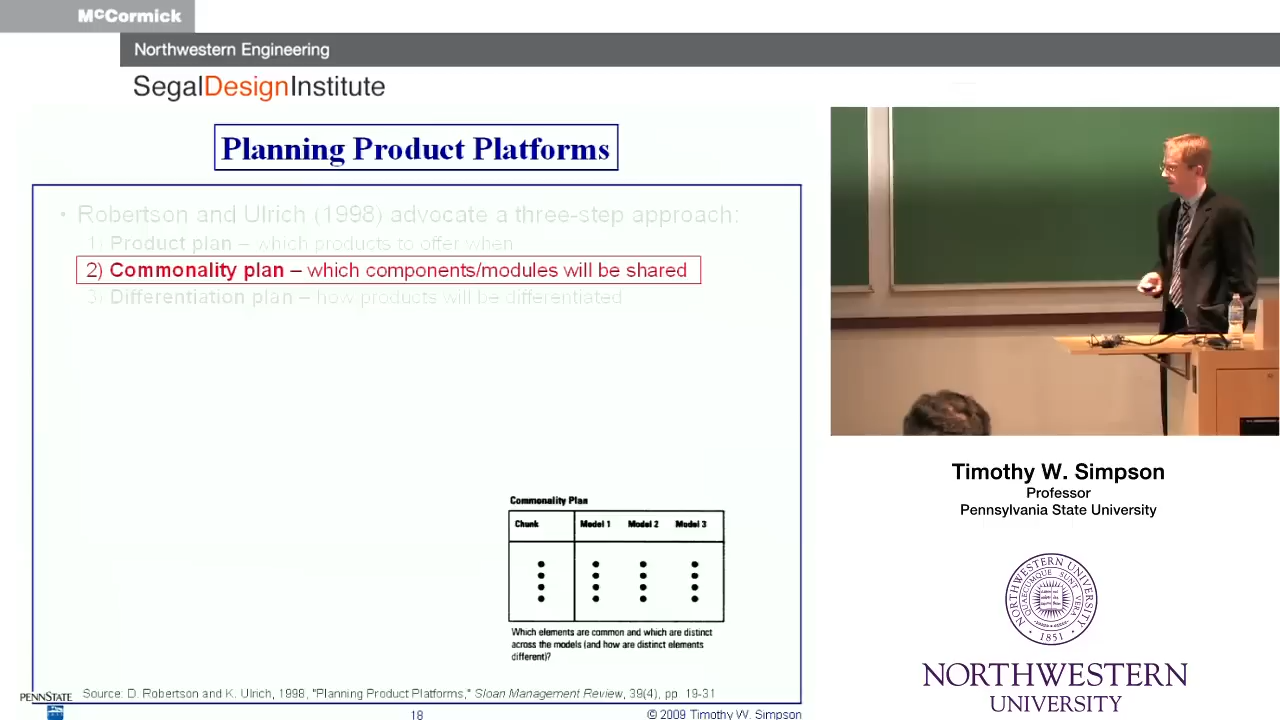 McCormick
Northwestern Engineering
SegalDesignInstitute
Planning Product Platforms
• Robertson and Ulrich (1998) advocate a three-step approach:
1) Product plan – which products to offer when
2) Commonality plan – which components/modules will be shared
3) Differentiation plan – how products will be differentiated
Commonality Plan
Chunk Model 1 Model 2 Model 3
Which elements are common and which are distinct
across the models (and how are distinct elements
different)?
Source: D. Robertson and K. Ulrich, 1998, "Planning Product Platforms," Sloan Management Review, 39(4), pp. 19-31
PENNSTATE
18
© 2009 Timothy W. Simpson
Timothy W. Simpson
Professor
Pennsylvania State University
NORTHWESTERN UNIVERSITY
1851
NORTHWESTERN
UNIVERSITY